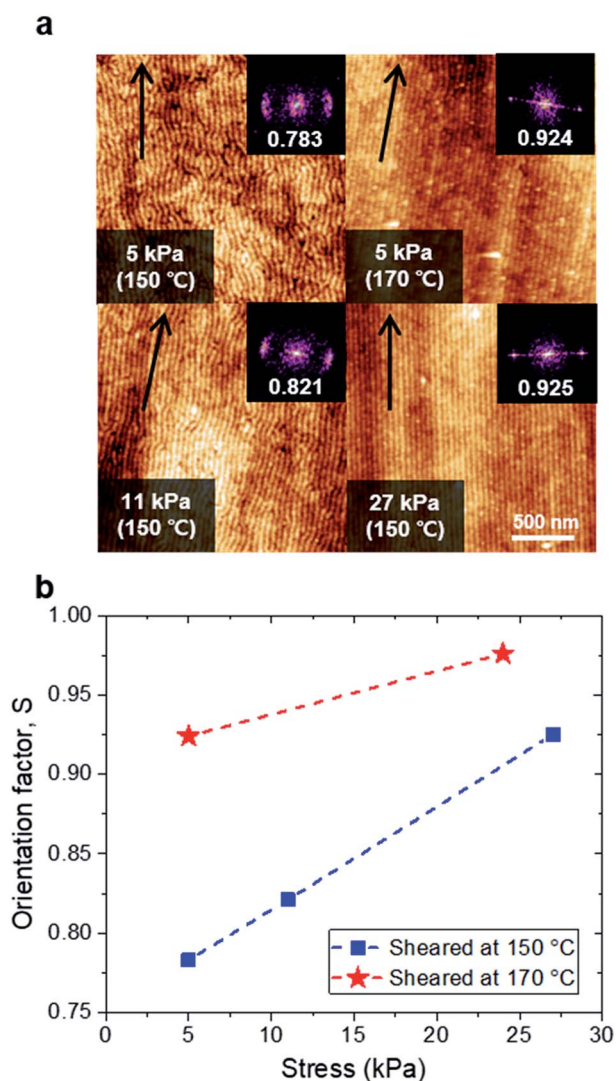 a
0.783
0.924
5 kPa
(150 ℃)
5 kPa
(170 ℃)
0.821
0.925
11 kPa
(150 ℃)
27 kPa
(150 ℃)
500 nm
b
1.00
0.95
0.90
0.85
0.80
0.75
Orientation factor, S
Sheared at 150 °C
Sheared at 170 °C
0 5 10 15 20 25 30
Stress (kPa)